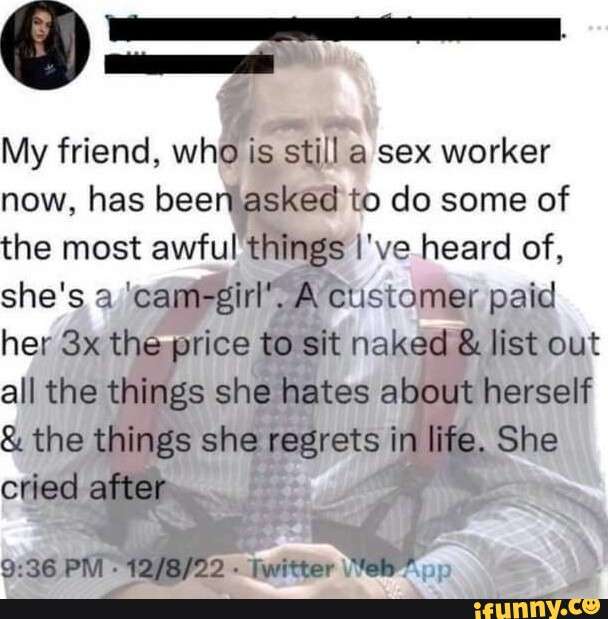 My friend, who is still a sex worker
now, has been asked to do some of
the most awful things I've heard of,
she's a 'cam-girl'. A customer paid
her 3x the price to sit naked & list out
all the things she hates about herself
& the things she regrets in life. She
cried after
9:36 PM · 12/8/22 · Twitter Web App
ifunny.co